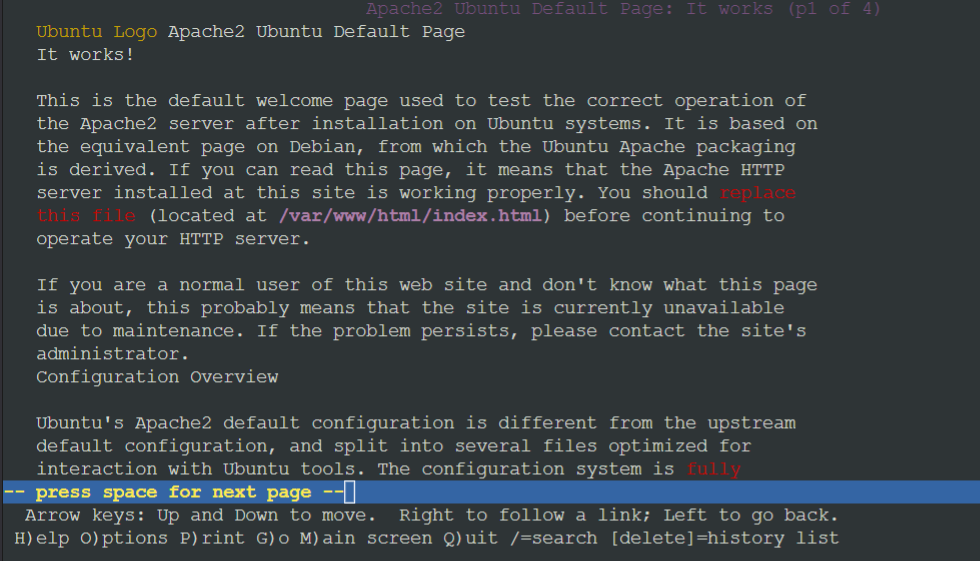 Apache2 Ubuntu Default Page: It works (p1 of 4)
Ubuntu Logo Apache2 Ubuntu Default Page
It works!
This is the default welcome page used to test the correct operation of
the Apache2 server after installation on Ubuntu systems. It is based on
the equivalent page on Debian, from which the Ubuntu Apache packaging
is derived. If you can read this page, it means that the Apache HTTP
server installed at this site is working properly. You should replace
this file (located at /var/www/html/index.html) before continuing to
operate your HTTP server.
If you are a normal user of this web site and don't know what this page
is about, this probably means that the site is currently unavailable
due to maintenance. If the problem persists, please contact the site's
administrator.
Configuration Overview
Ubuntu's Apache2 default configuration is different from the upstream
default configuration, and split into several files optimized for
interaction with Ubuntu tools. The configuration system is fully
-- press space for next page --
Arrow keys: Up and Down to move.  Right to follow a link; Left to go back.
H)elp O)ptions P)rint G)o M)ain screen Q)uit /=search [delete]=history list